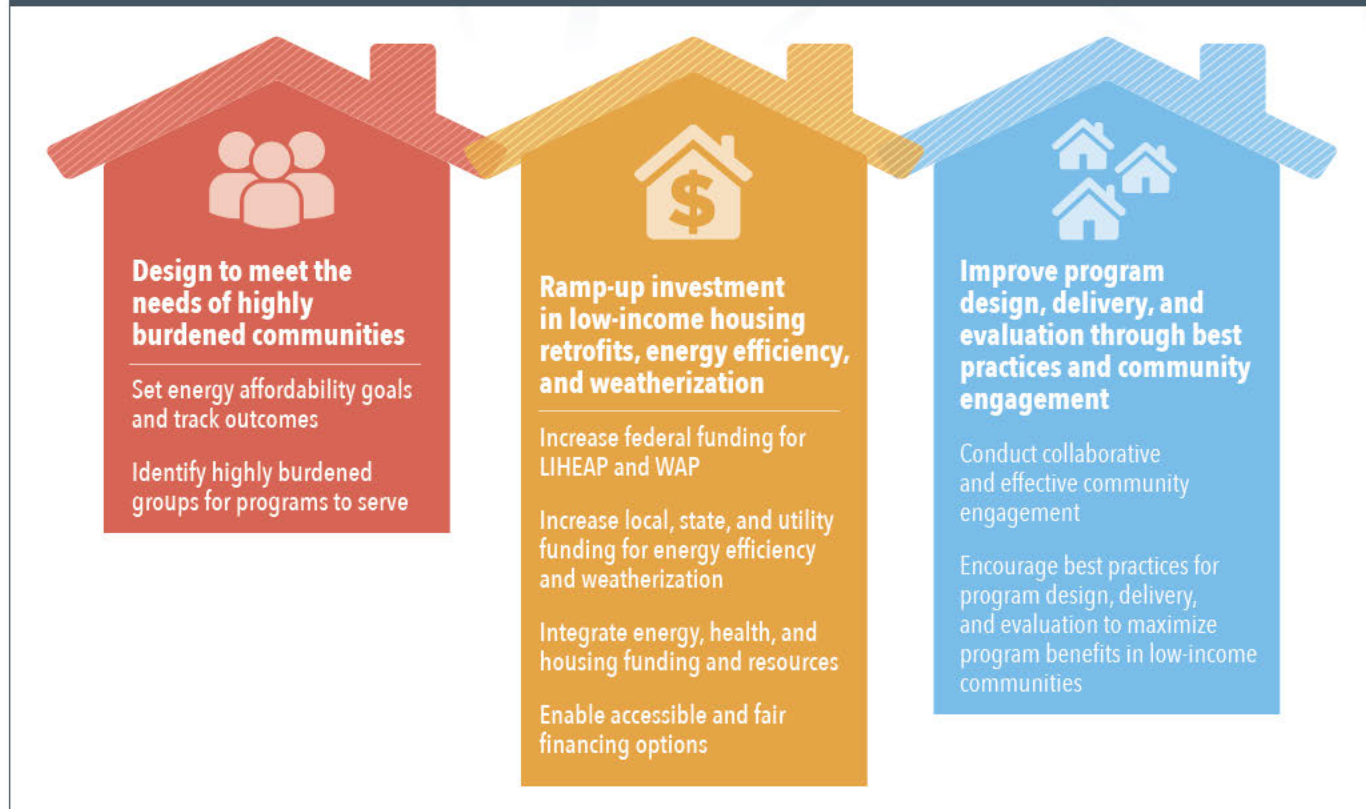 Design to meet the
needs of highly
burdened communities
Set energy affordability goals
and track outcomes
Identify highly burdened
groups for programs to serve
$
Ramp-up investment
in low-income housing
retrofits, energy efficiency,
and weatherization
Increase federal funding for
LIHEAP and WAP
Increase local, state, and utility
funding for energy efficiency
and weatherization
Integrate energy, health, and
housing funding and resources
Enable accessible and fair
financing options
Improve program
design, delivery, and
evaluation through best
practices and community
engagement
Conduct collaborative
and effective community
engagement
Encourage best practices for
program design, delivery,
and evaluation to maximize
program benefits in low-income
communities